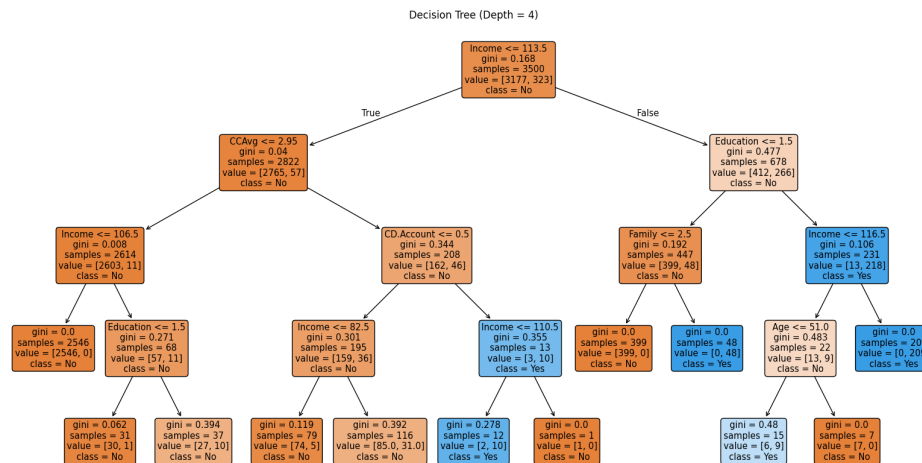 Decision Tree (Depth = 4)
Income <= 113.5
gini = 0.168
samples = 3500
value = [3177, 323]
class = No
True
False
CCAvg <= 2.95
gini = 0.04
samples = 2822
value = [2765, 57]
class = No
Education <= 1.5
gini = 0.477
samples = 678
value = [412, 266]
class = No
Income <= 106.5
gini = 0.008
samples = 2614
value = [2603, 11]
class = No
CD.Account <= 0.5
gini = 0.344
samples = 208
value = [162, 46]
class = No
Family <= 2.5
gini = 0.192
samples = 447
value = [399, 48]
class = No
Income <= 116.5
gini = 0.106
samples = 231
value = [13, 218]
class = Yes
gini = 0.0
samples = 2546
value = [2546, 0]
class = No
Education <= 1.5
gini = 0.271
samples = 68
value = [57, 11]
class = No
Income <= 82.5
gini = 0.301
samples = 195
value = [159, 36]
class = No
Income <= 110.5
gini = 0.355
samples = 13
value = [3, 10]
class = Yes
gini = 0.0
samples = 399
value = [399, 0]
class = No
gini = 0.0
samples = 48
value = [0, 48]
class = Yes
Age <= 51.0
gini = 0.483
samples = 22
value = [13, 9]
class = No
gini = 0.0
samples = 20
value = [0, 209
class = Yes
gini = 0.062
samples = 31
value = [30, 1]
class = No
gini = 0.394
samples = 37
value = [27, 10]
class = No
gini = 0.119
samples = 79
value = [74, 5]
class = No
gini = 0.392
samples = 116
value = [85.0, 31.0]
class = No
gini = 0.278
samples = 12
value = [2, 10]
class = Yes
gini = 0.0
samples = 1
value = [1, 0]
class = No
gini = 0.48
samples = 15
value = [6, 9]
class = Yes
gini = 0.0
samples = 7
value = [7, 0]
class = No